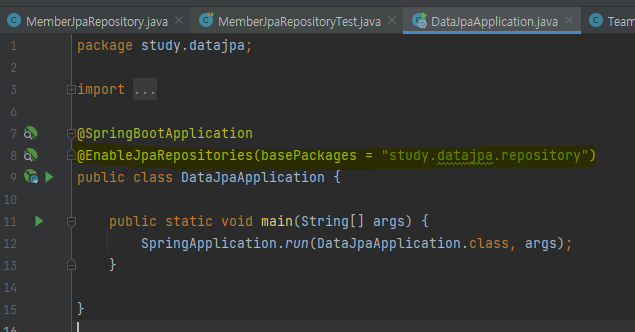 MemberJpaRepository.java MemberJpaRepositoryTest.java DataJpaApplication.java Team
1 package study.datajpa;
2
3 import ...
6
7 @SpringBootApplication
8 @EnableJpaRepositories(basePackages = "study.datajpa.repository")
9 public class DataJpaApplication {
10
11 public static void main(String[] args) {
12 SpringApplication.run(DataJpaApplication.class, args);
13 }
14
15 }
16